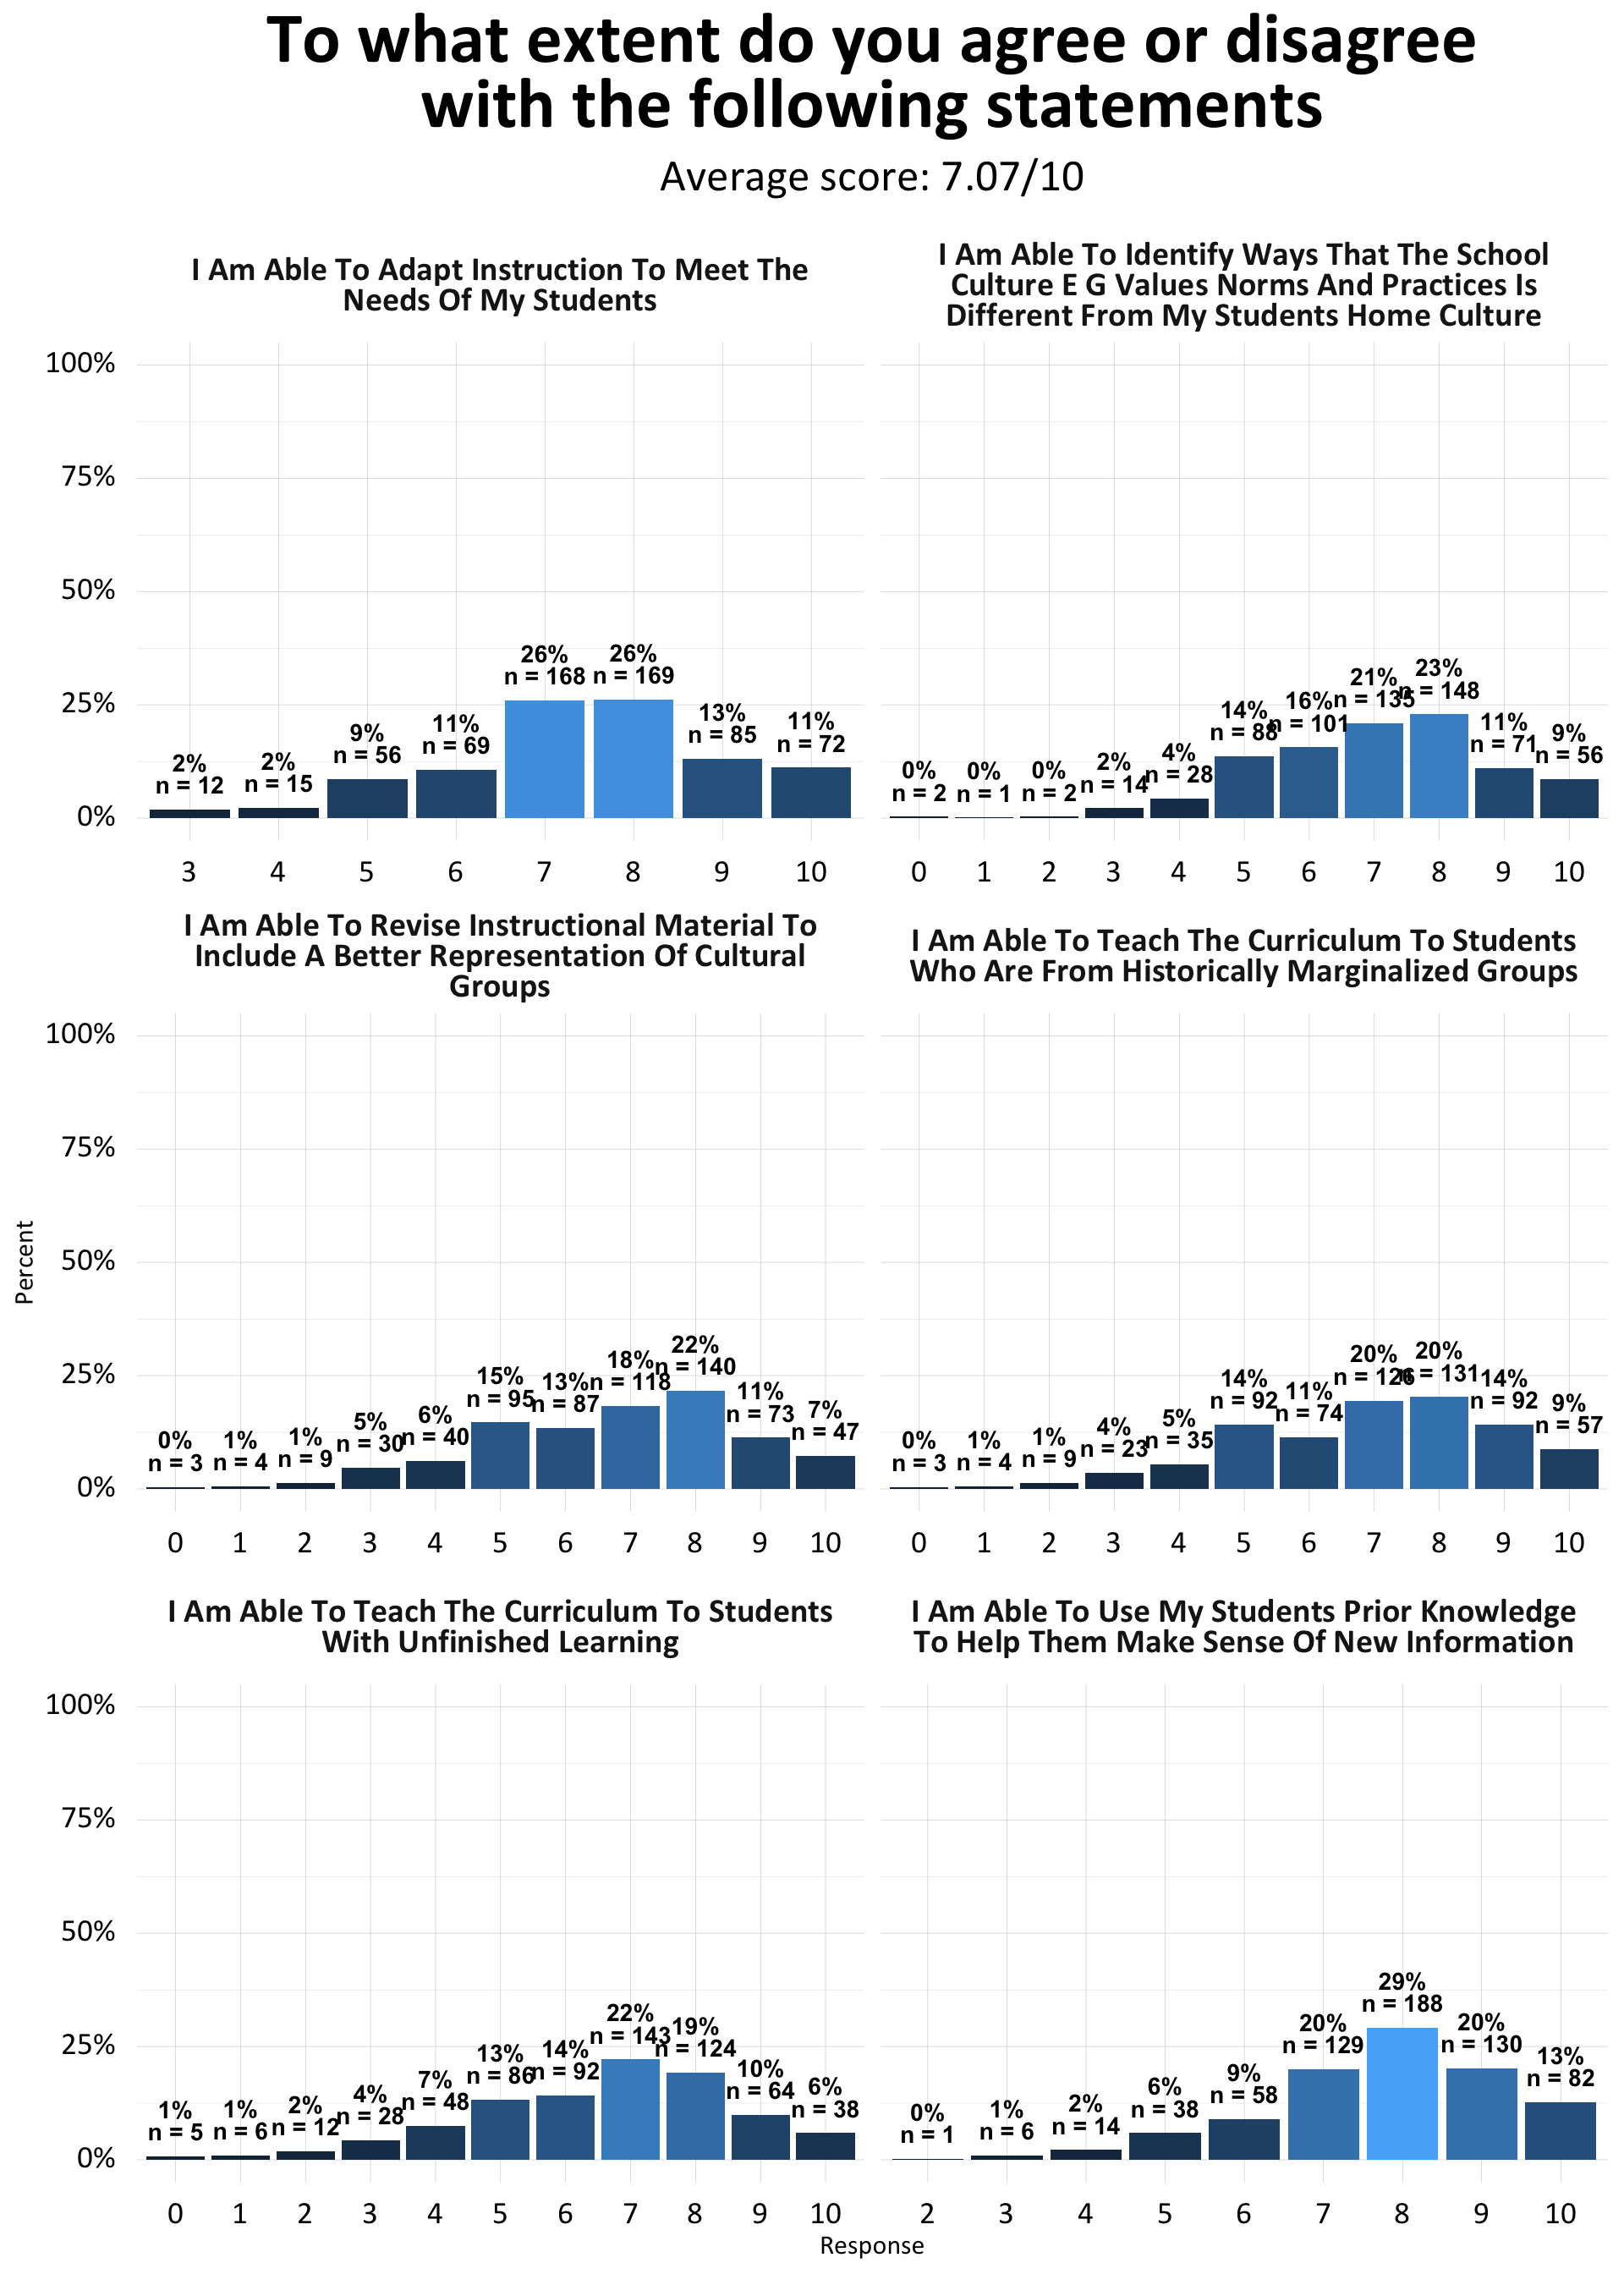 To what extent do you agree or disagree
with the following statements
Average score: 7.07/10
I Am Able To Adapt Instruction To Meet The
Needs Of My Students
I Am Able To Identify Ways That The School
Culture E G Values Norms And Practices Is
Different From My Students Home Culture
100%
75%
50%
25%
0%
2%
n = 12
2%
n = 15
9%
n = 56
11%
n = 69
26%
n = 168
26%
n = 169
13%
n = 85
11%
n = 72
3 4 5 6 7 8 9 10
0%
n = 2
0%
n = 1
0%
n = 2
2%
n = 14
4%
n = 28
14%
n = 88
16%
n = 101
21%
n = 135
23%
n = 148
11%
n = 71
9%
n = 56
0 1 2 3 4 5 6 7 8 9 10
I Am Able To Revise Instructional Material To
Include A Better Representation Of Cultural
Groups
I Am Able To Teach The Curriculum To Students
Who Are From Historically Marginalized Groups
Percent
100%
75%
50%
25%
0%
0%
n = 3
1%
n = 4
1%
n = 9
5%
n = 30
6%
n = 40
15%
n = 95
13%
n = 87
18%
n = 118
22%
n = 140
11%
n = 73
7%
n = 47
0 1 2 3 4 5 6 7 8 9 10
0%
n = 3
1%
n = 4
1%
n = 9
4%
n = 23
5%
n = 35
14%
n = 92
11%
n = 74
20%
n = 126
20%
n = 131
14%
n = 92
9%
n = 57
0 1 2 3 4 5 6 7 8 9 10
I Am Able To Teach The Curriculum To Students
With Unfinished Learning
I Am Able To Use My Students Prior Knowledge
To Help Them Make Sense Of New Information
100%
75%
50%
25%
0%
1%
n = 5
1%
n = 6
2%
n = 12
4%
n = 28
7%
n = 48
13%
n = 86
14%
n = 92
22%
n = 143
19%
n = 124
10%
n = 64
6%
n = 38
0 1 2 3 4 5 6 7 8 9 10
0%
n = 1
1%
n = 6
2%
n = 14
6%
n = 38
9%
n = 58
20%
n = 129
29%
n = 188
20%
n = 130
13%
n = 82
2 3 4 5 6 7 8 9 10
Response